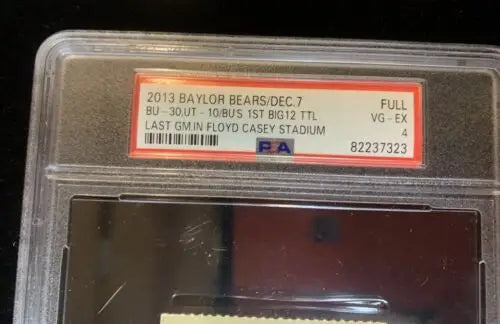 2013 BAYLOR BEARS/DEC.7 FULL
BU-30,UT-10/BU'S 1ST BIG12 TTL VG-EX
LAST GM.IN FLOYD CASEY STADIUM 4
PSA 82237323